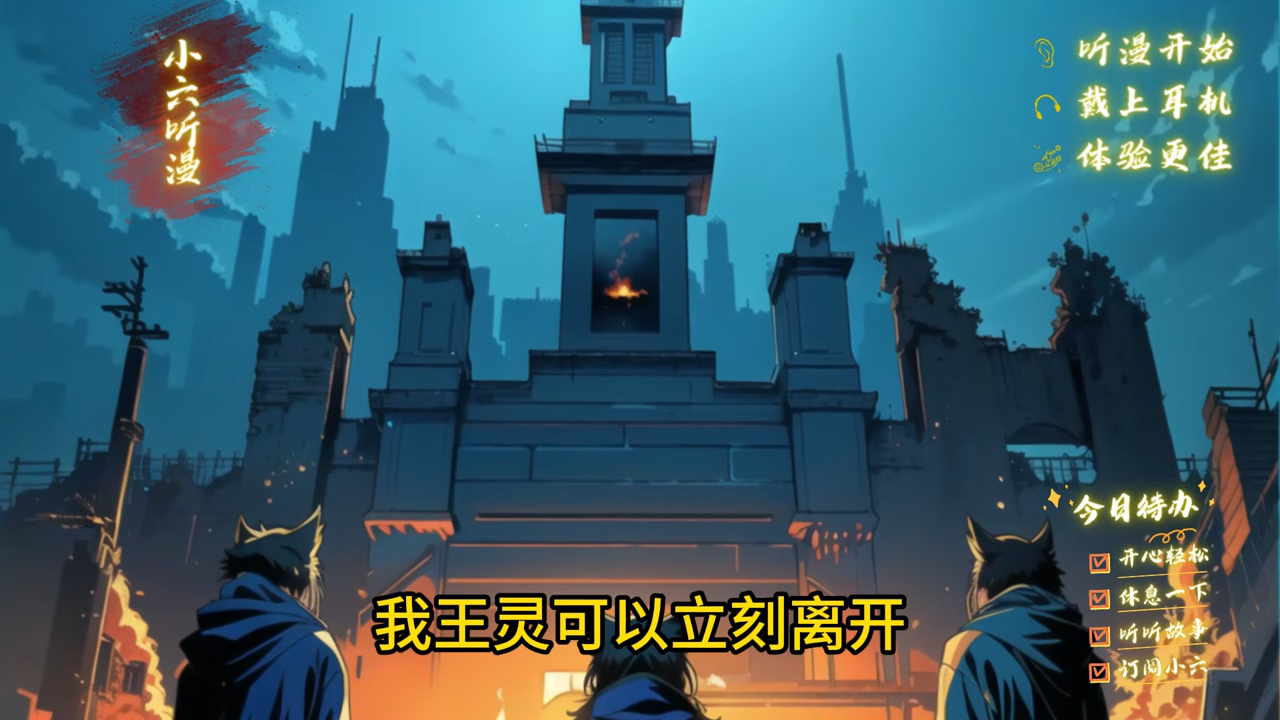 小六听漫
听漫开始
戴上耳机
体验更佳
今日待办
开心轻松
休息一下
听听故事
订阅小六
我王灵可以立刻离开